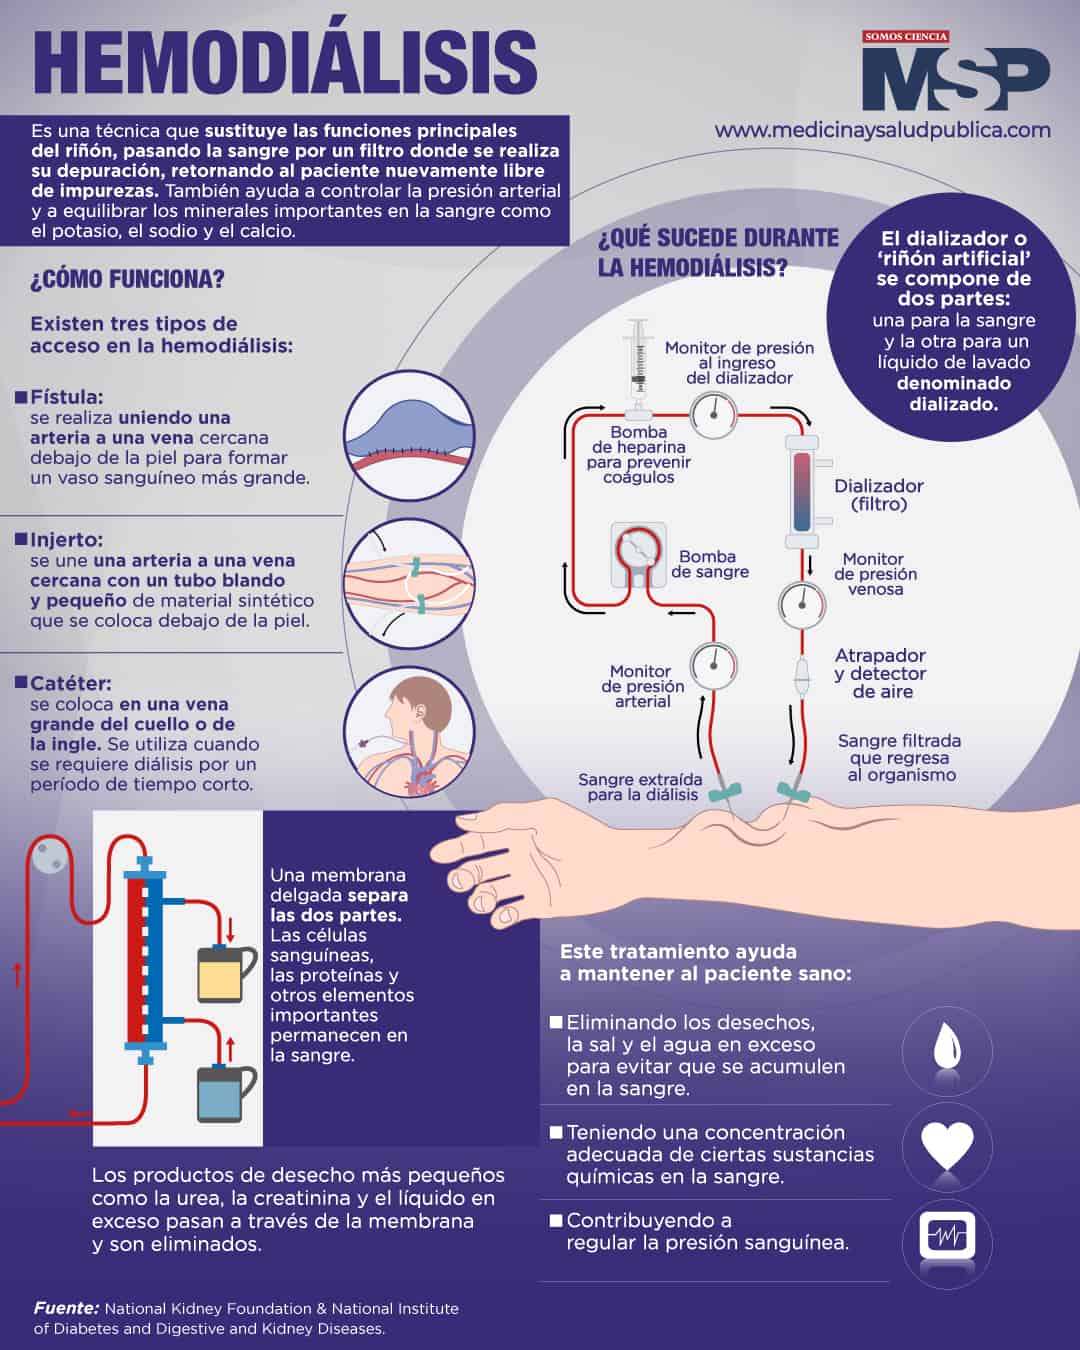 HEMODIÁLISIS
SOMOS CIENCIA
MSP
www.medicinaysaludpublica.com
Es una técnica que sustituye las funciones principales
del riñón, pasando la sangre por un filtro donde se realiza
su depuración, retornando al paciente nuevamente libre
de impurezas. También ayuda a controlar la presión arterial
y a equilibrar los minerales importantes en la sangre como
el potasio, el sodio y el calcio.
¿CÓMO FUNCIONA?
Existen tres tipos de
acceso en la hemodiálisis:
Fístula:
se realiza uniendo una
arteria a una vena cercana
debajo de la piel para formar
un vaso sanguíneo más grande.
Injerto:
se une una arteria a una vena
cercana con un tubo blando
y pequeño de material sintético
que se coloca debajo de la piel.
Catéter:
se coloca en una vena
grande del cuello o de
la ingle. Se utiliza cuando
se requiere diálisis por un
período de tiempo corto.
¿QUÉ SUCEDE DURANTE
LA HEMODIÁLISIS?
El dializador o
‘riñón artificial’
se compone de
dos partes:
una para la sangre
y la otra para un
líquido de lavado
denominado
dializado.
Monitor de presión
al ingreso
del dializador
Bomba
de heparina
para prevenir
coágulos
Dializador
(filtro)
Bomba
de sangre
Monitor
de presión
venosa
Monitor
de presión
arterial
Atrapador
y detector
de aire
Sangre extraída
para la diálisis
Sangre filtrada
que regresa
al organismo
Una membrana
delgada separa
las dos partes.
Las células
sanguíneas,
las proteínas y
otros elementos
importantes
permanecen en
la sangre.
Los productos de desecho más pequeños
como la urea, la creatinina y el líquido en
exceso pasan a través de la membrana
y son eliminados.
Este tratamiento ayuda
a mantener al paciente sano:
Eliminando los desechos,
la sal y el agua en exceso
para evitar que se acumulen
en la sangre.
Teniendo una concentración
adecuada de ciertas sustancias
químicas en la sangre.
Contribuyendo a
regular la presión sanguínea.
Fuente: National Kidney Foundation & National Institute
of Diabetes and Digestive and Kidney Diseases.